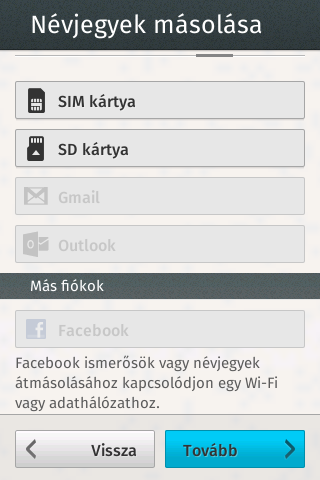 Névjegyek másolása
SIM kártya
SD kártya
Gmail
Outlook
Más fiókok
Facebook
Facebook ismerősök vagy névjegyek
átmásolásához kapcsolódjon egy Wi-Fi
vagy adathálózathoz.
Vissza
Tovább